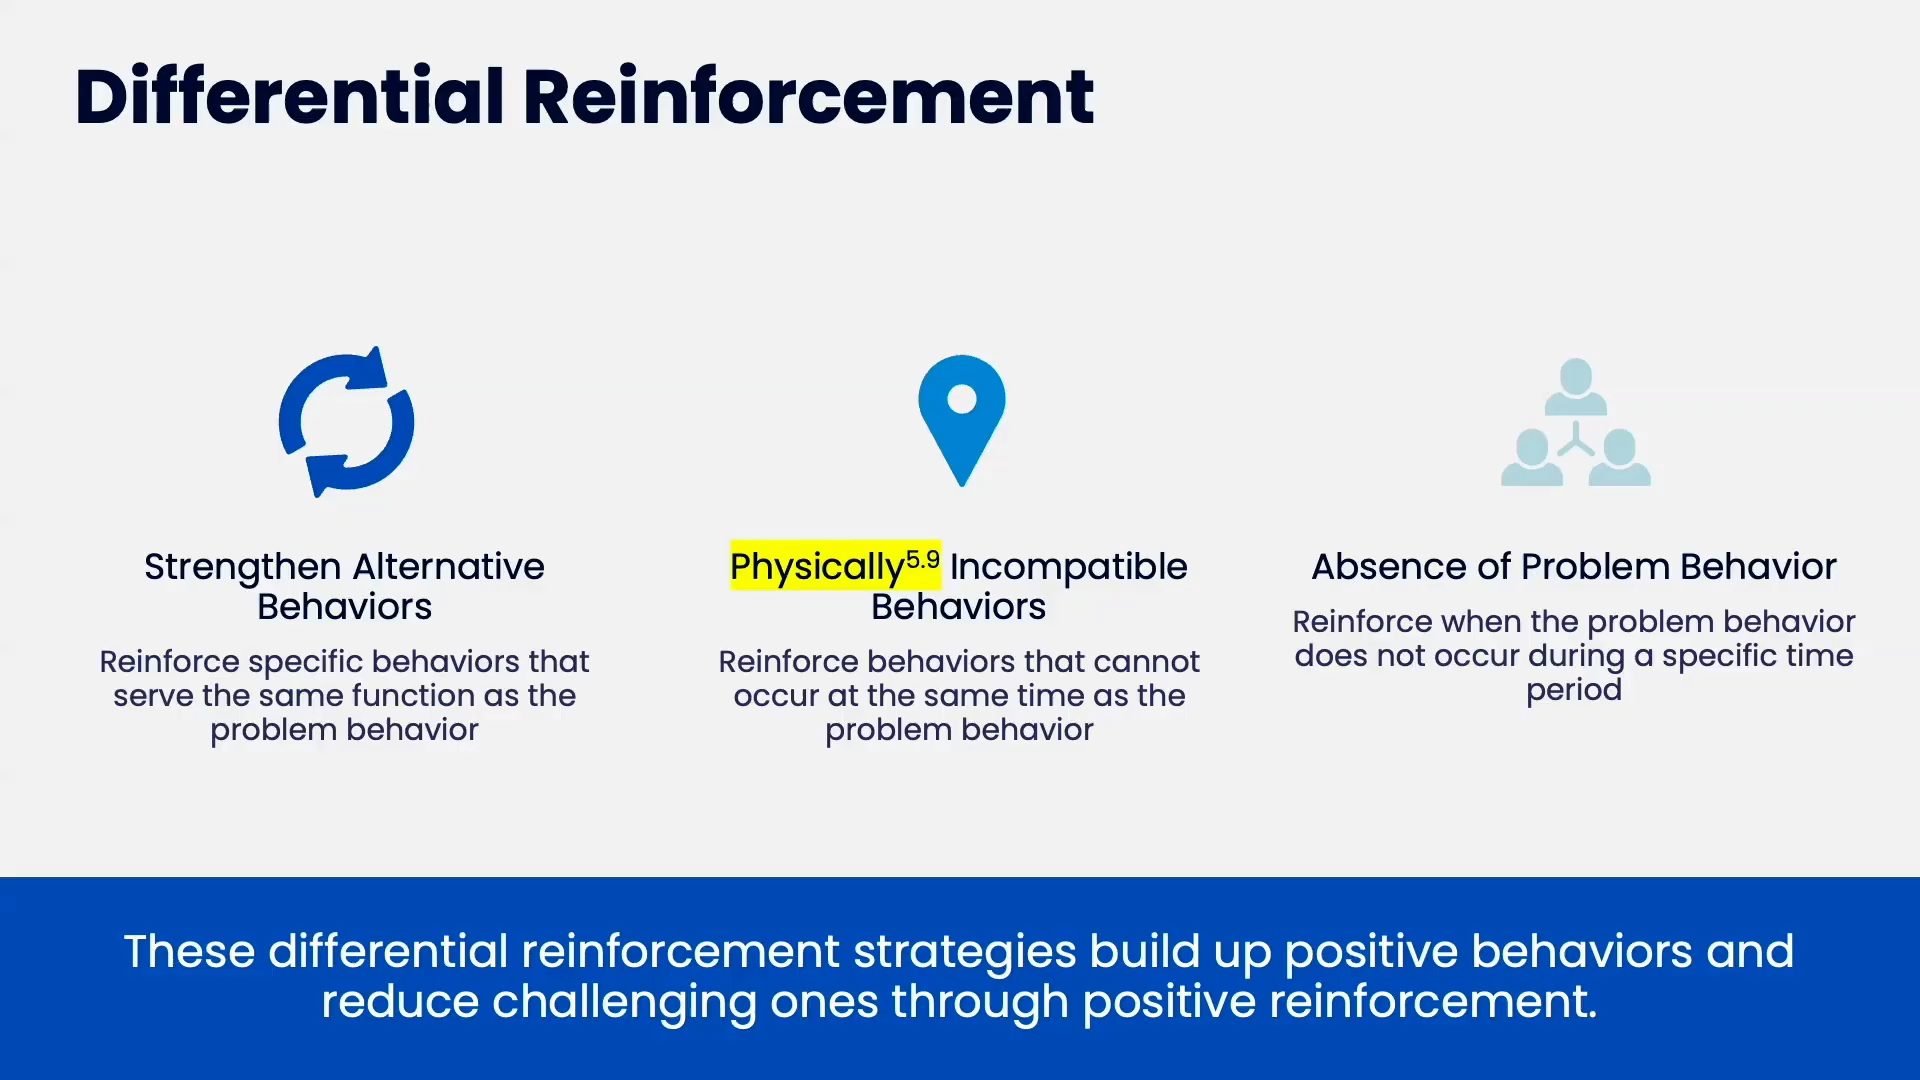 Differential Reinforcement
Strengthen Alternative
Behaviors
Reinforce specific behaviors that
serve the same function as the
problem behavior
Physically5.9 Incompatible
Behaviors
Reinforce behaviors that cannot
occur at the same time as the
problem behavior
Absence of Problem Behavior
Reinforce when the problem behavior
does not occur during a specific time
period
These differential reinforcement strategies build up positive behaviors and
reduce challenging ones through positive reinforcement.